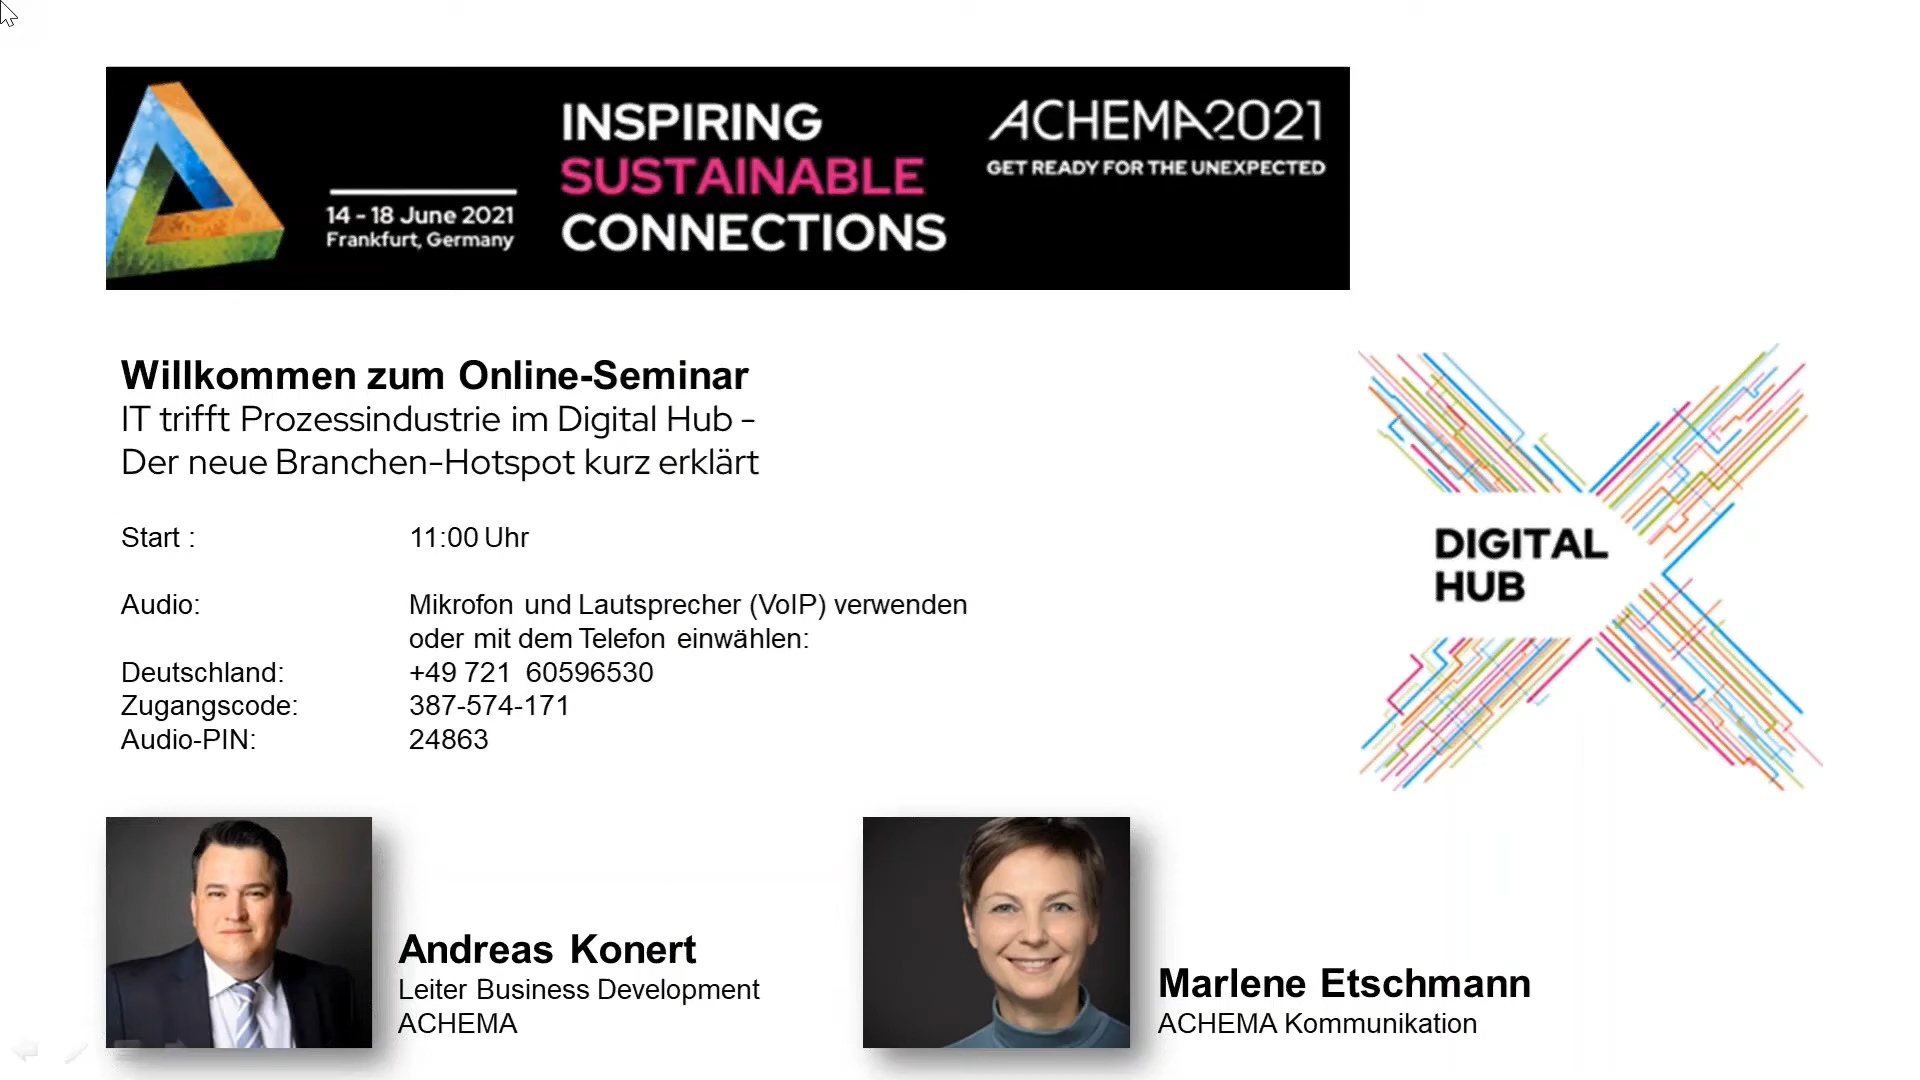 14 - 18 June 2021
Frankfurt, Germany
INSPIRING
SUSTAINABLE
CONNECTIONS
ACHEMA2021
GET READY FOR THE UNEXPECTED
Willkommen zum Online-Seminar
IT trifft Prozessindustrie im Digital Hub -
Der neue Branchen-Hotspot kurz erklärt
Start : 11:00 Uhr
Audio: Mikrofon und Lautsprecher (VoIP) verwenden
oder mit dem Telefon einwählen:
Deutschland: +49 721 60596530
Zugangscode: 387-574-171
Audio-PIN: 24863
DIGITAL
HUB
Andreas Konert
Leiter Business Development
ACHEMA
Marlene Etschmann
ACHEMA Kommunikation